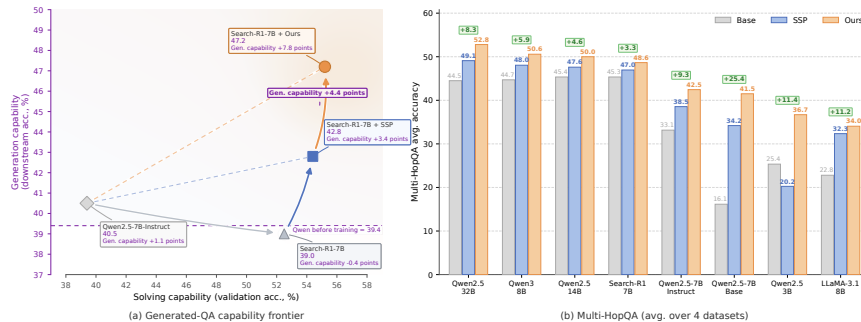 50
49
48
47
46
45
44
43
42
41
40
39
38
37
Generation capability
(downstream acc., %)
Search-R1-7B + Ours
47.2
Gen. capability +7.8 points
Gen. capability +4.4 points
Search-R1-7B + SSP
42.8
Gen. capability +3.4 points
Qwen2.5-7B-Instruct
40.5
Gen. capability +1.1 points
Qwen before training = 39.4
Search-R1-7B
39.0
Gen. capability -0.4 points
38 40 42 44 46 48 50 52 54 56 58
Solving capability (validation acc., %)
(a) Generated-QA capability frontier
Base SSP Ours
60
50
40
30
20
10
0
Multi-HopQA avg. accuracy
+8.3 +5.9 +4.6 +3.3 +9.3 +25.4 +11.4 +11.2
44.5 49.1 52.8
44.7 48.0 50.6
45.4 47.6 50.0
45.3 47.0 48.6
33.1 38.5 42.5
16.1 34.2 41.5
25.4 20.2 36.7
22.8 32.3 34.0
Qwen2.5 Qwen3 Qwen2.5 Search-R1 Qwen2.5-7B Qwen2.5-7B Qwen2.5 LLaMA-3.1
32B 8B 14B 7B Instruct Base 3B 8B
(b) Multi-HopQA (avg. over 4 datasets)